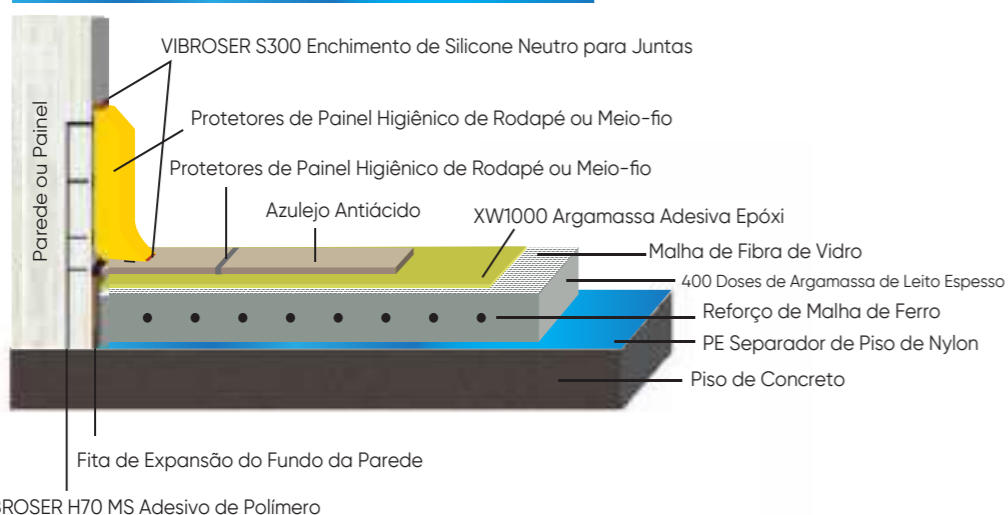 VIBROSER S300 Enchimento de Silicone Neutro para Juntas
Parede ou Painel
Protetores de Painel Higiênico de Rodapé ou Meio-fio
Protetores de Painel Higiênico de Rodapé ou Meio-fio
Azulejo Antiácido
XW1000 Argamassa Adesiva Epóxi
Malha de Fibra de Vidro
400 Doses de Argamassa de Leito Espesso
Reforço de Malha de Ferro
PE Separador de Piso de Nylon
Piso de Concreto
Fita de Expansão do Fundo da Parede
BROSER H70 MS Adesivo de Polímero